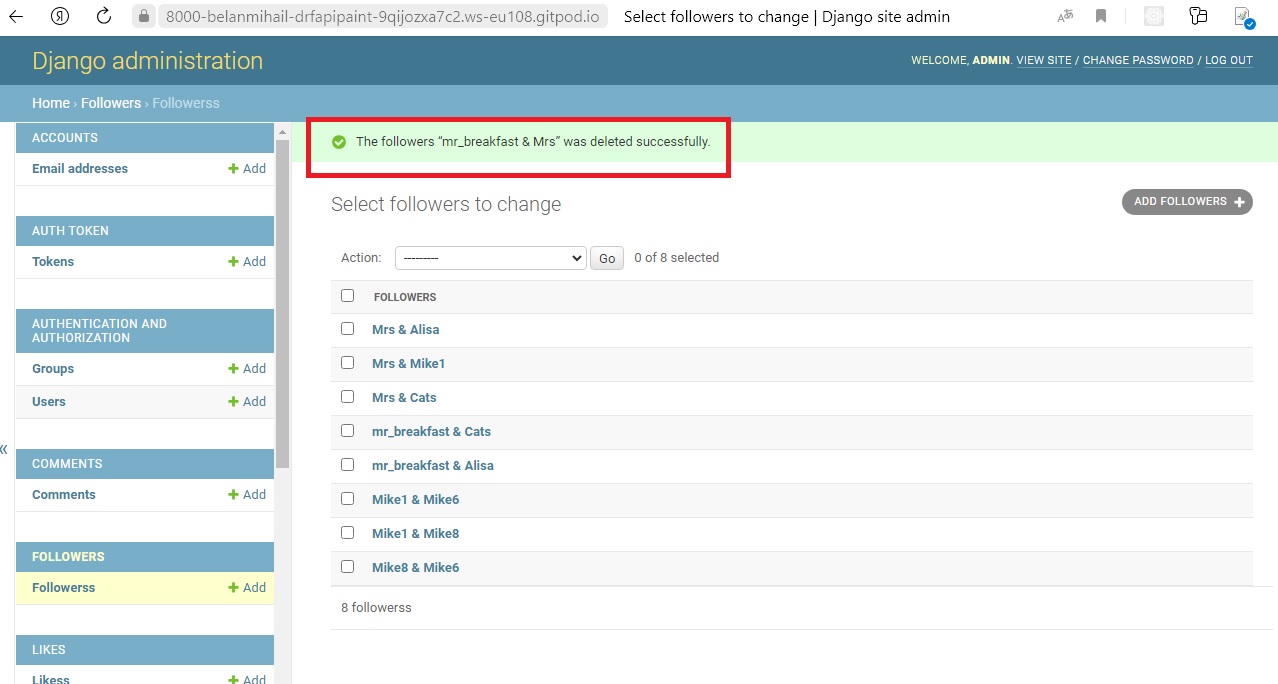 8000-belanmihail-drfapipaint-9qijozxa7c2.ws-eu108.gitpod.io Select followers to change | Django site admin
Django administration
WELCOME, ADMIN. VIEW SITE / CHANGE PASSWORD / LOG OUT
Home › Followers › Followerss
ACCOUNTS
Email addresses + Add
AUTH TOKEN
Tokens + Add
AUTHENTICATION AND
AUTHORIZATION
Groups + Add
Users + Add
COMMENTS
Comments + Add
FOLLOWERS
Followerss + Add
LIKES
Likess + Add
«
The followers “mr_breakfast & Mrs” was deleted successfully.
Select followers to change
ADD FOLLOWERS +
Action: --------- Go 0 of 8 selected
FOLLOWERS
Mrs & Alisa
Mrs & Mike1
Mrs & Cats
mr_breakfast & Cats
mr_breakfast & Alisa
Mike1 & Mike6
Mike1 & Mike8
Mike8 & Mike6
8 followerss